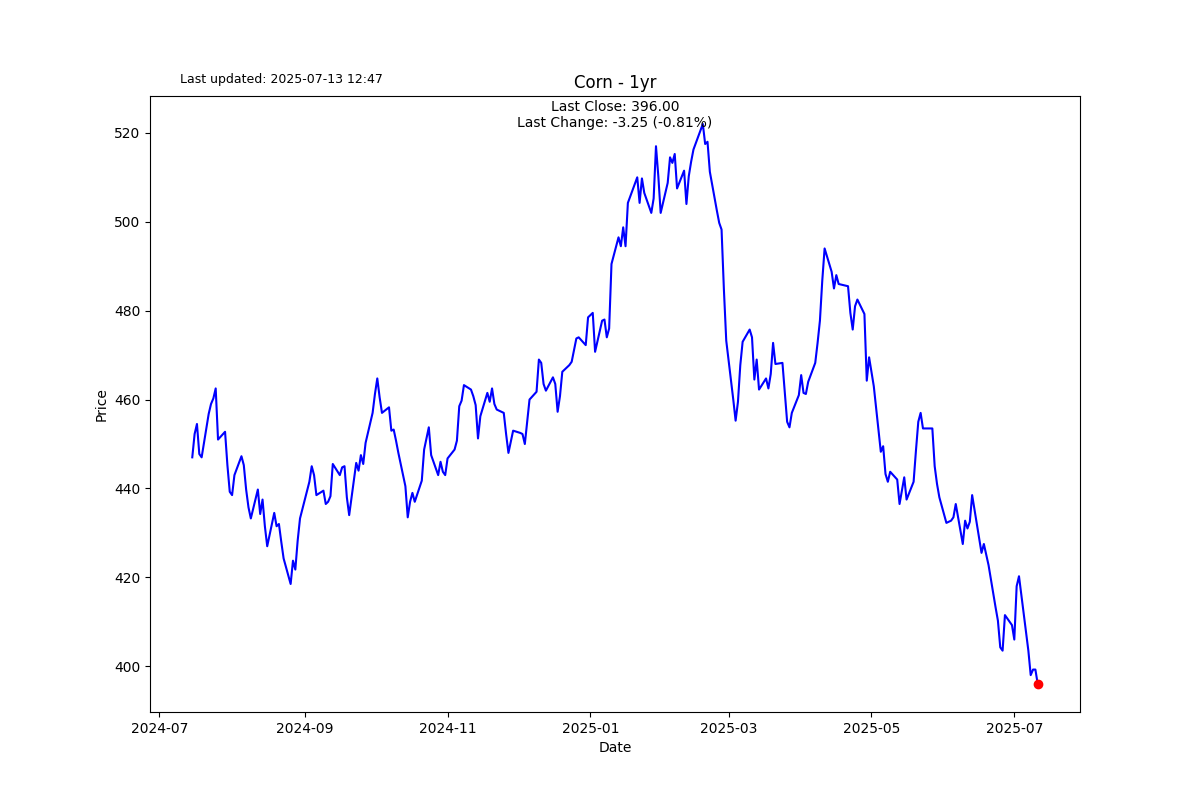 Last updated: 2025-07-13 12:47
Corn - 1yr
Last Close: 396.00
Last Change: -3.25 (-0.81%)
520
500
480
460
440
420
400
Price
2024-07
2024-09
2024-11
2025-01
2025-03
2025-05
2025-07
Date